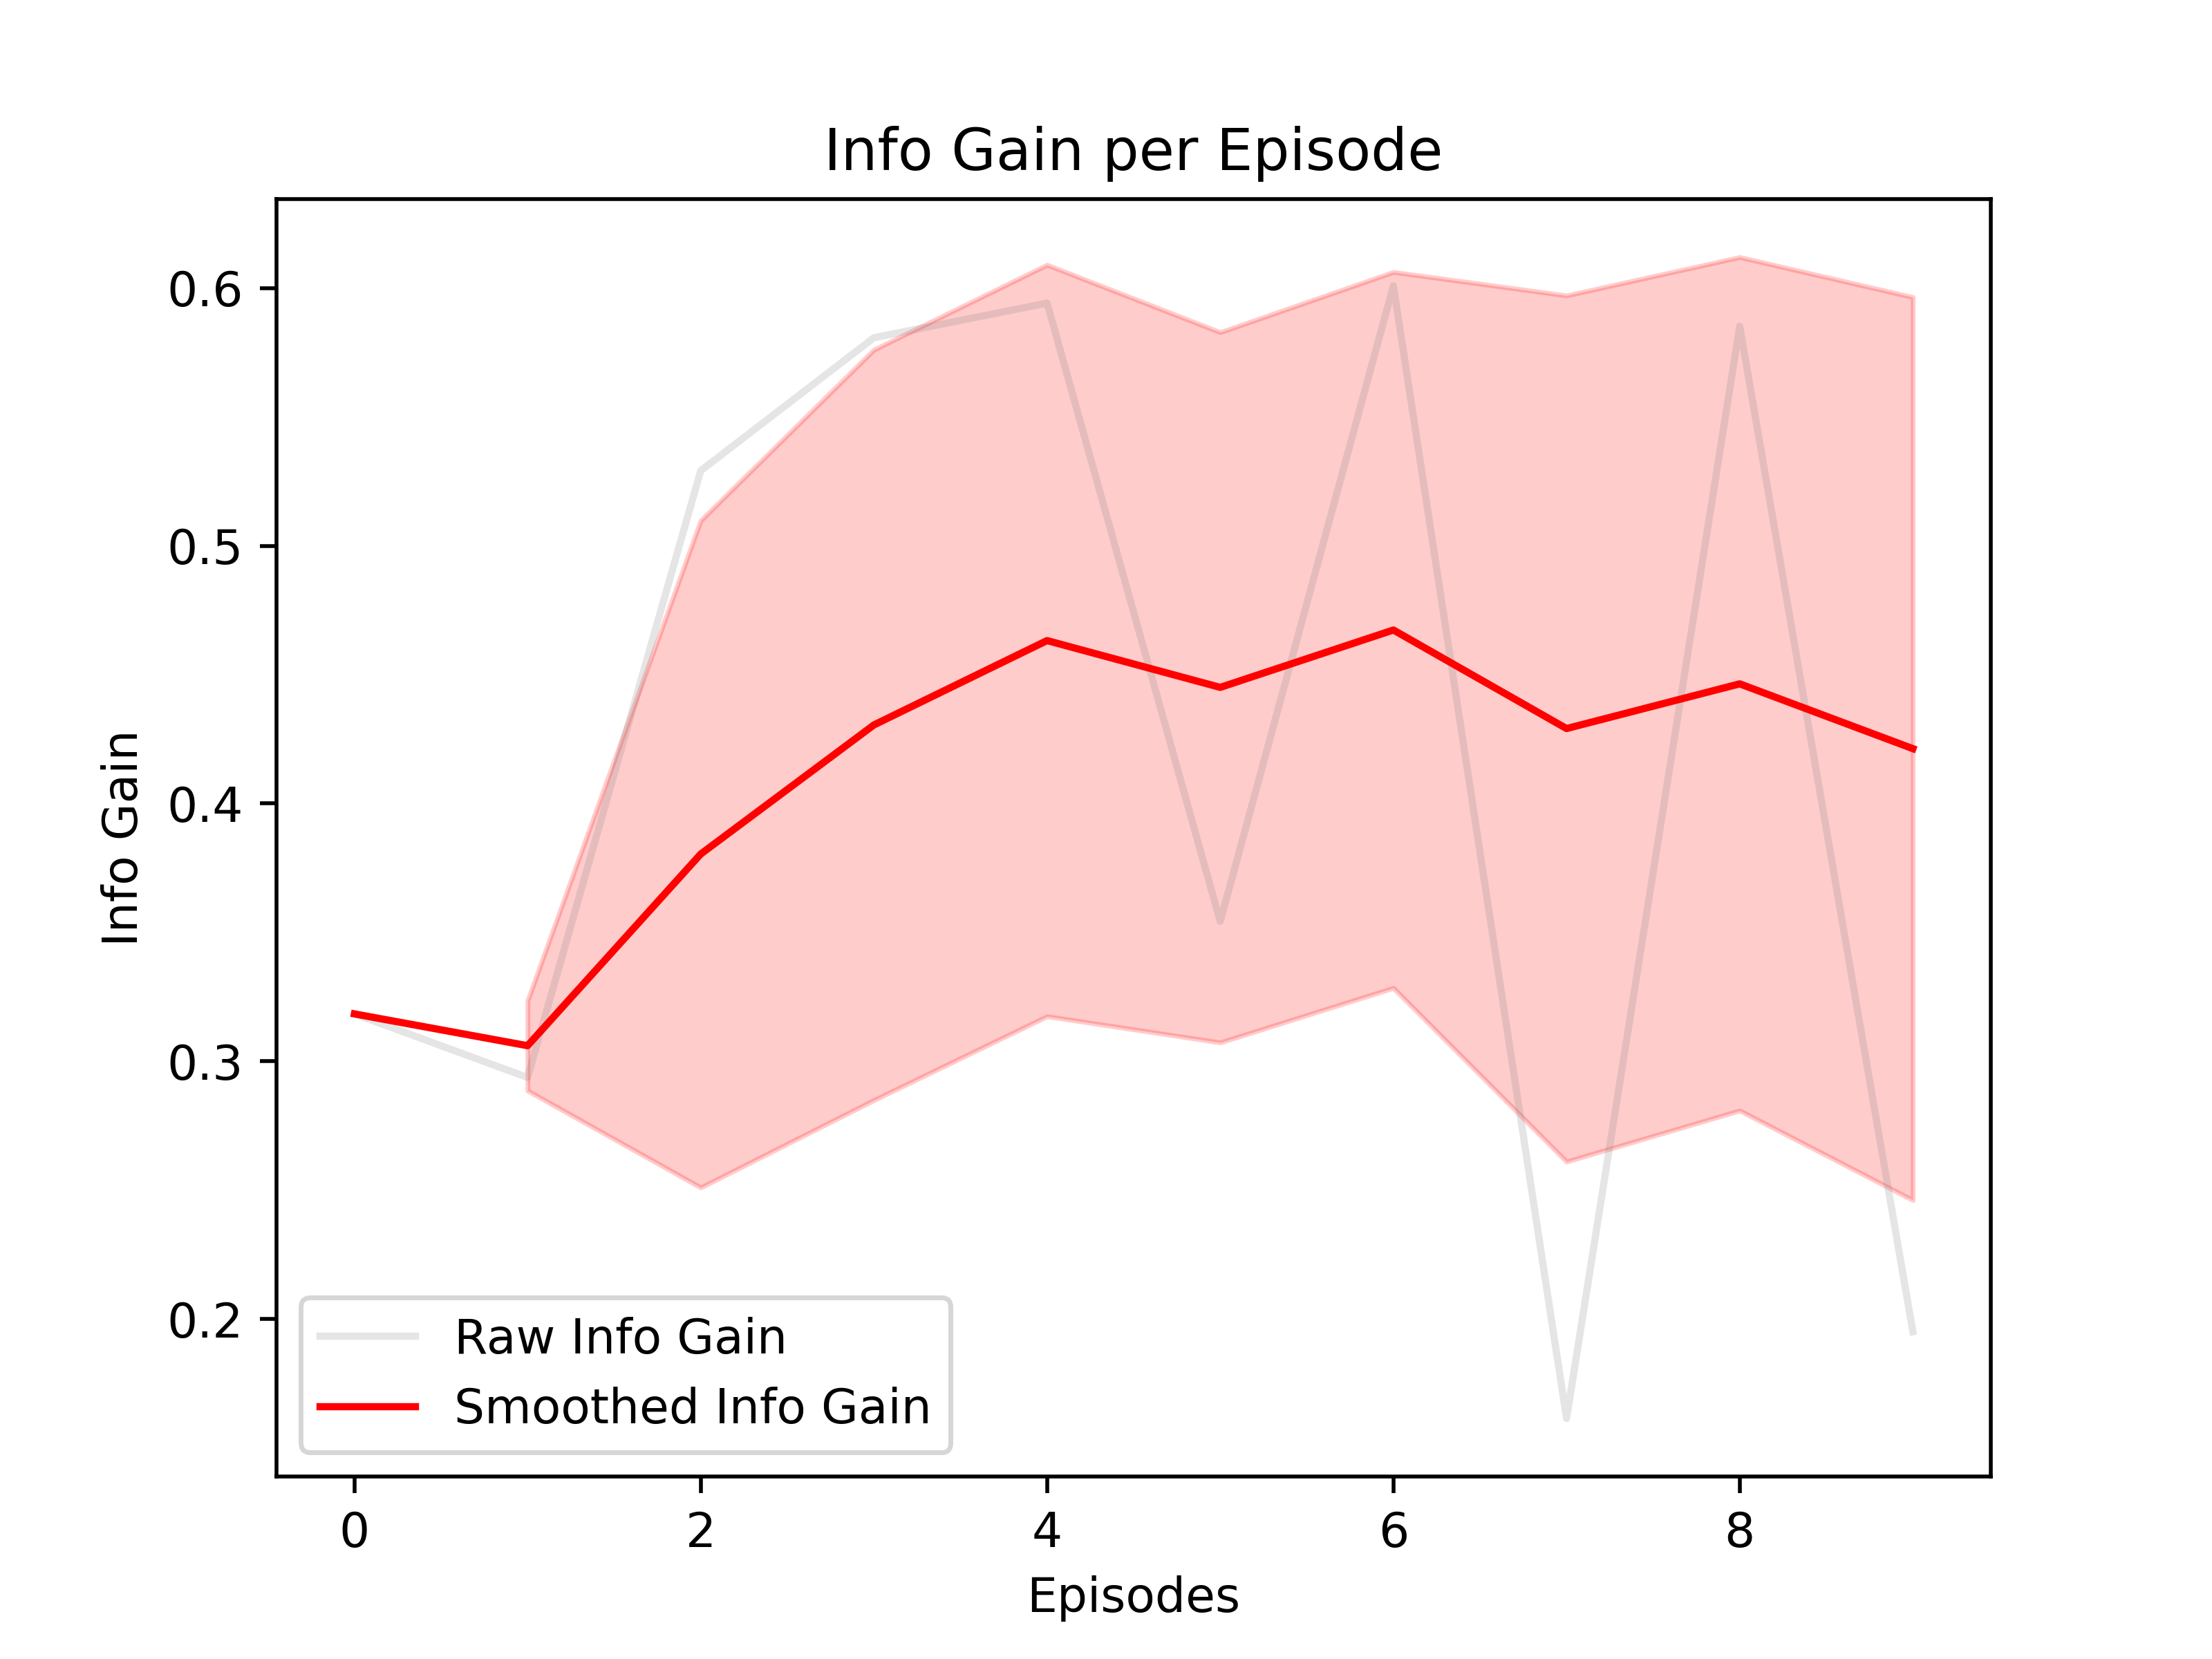 Info Gain per Episode
Info Gain
0.6
0.5
0.4
0.3
0.2
Raw Info Gain
Smoothed Info Gain
0 2 4 6 8
Episodes